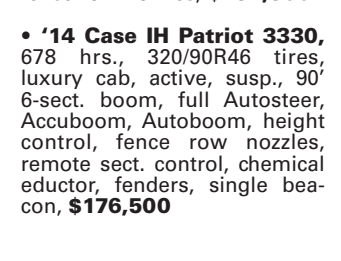 • ‘14 Case IH Patriot 3330,
678 hrs., 320/90R46 tires,
luxury cab, active, susp., 90’
6-sect. boom, full Autosteer,
Accuboom, Autoboom, height
control, fence row nozzles,
remote sect. control, chemical
eductor, fenders, single bea-
con, $176,500